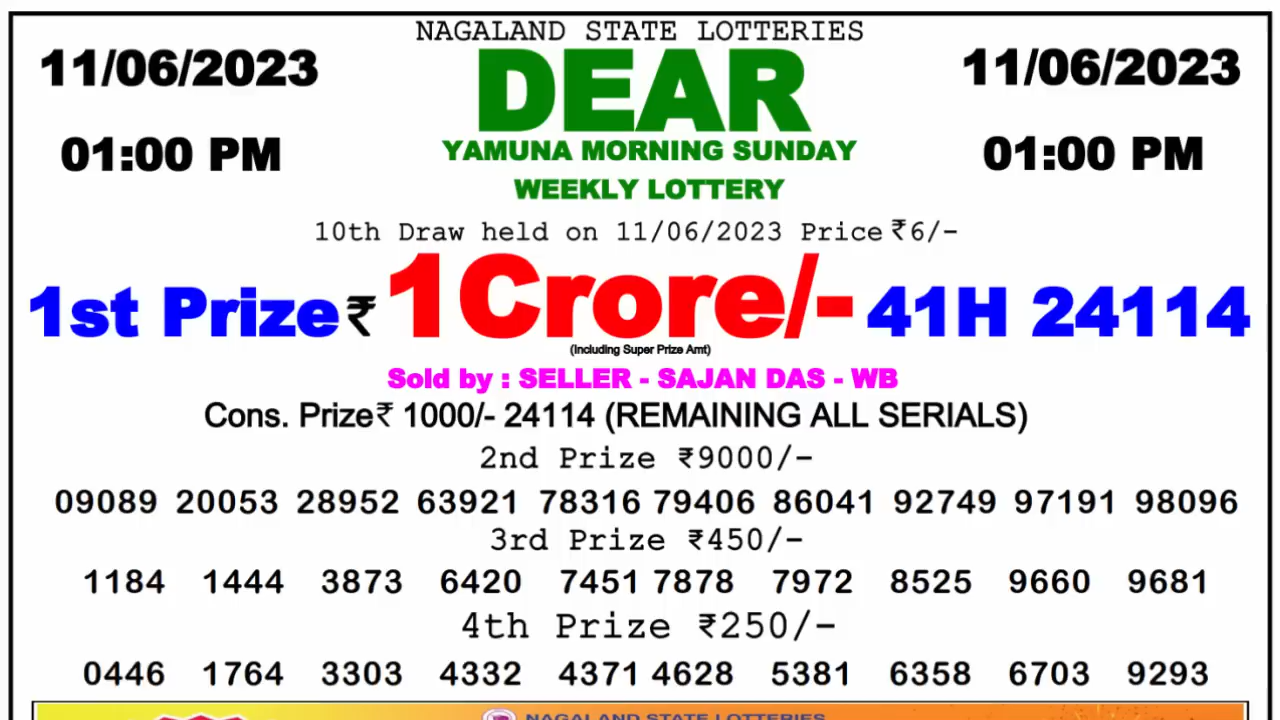 NAGALAND STATE LOTTERIES
11/06/2023 DEAR 11/06/2023
01:00 PM YAMUNA MORNING SUNDAY 01:00 PM
WEEKLY LOTTERY
10th Draw held on 11/06/2023 Price ₹6/-
1st Prize ₹ 1Crore/- 41H 24114
(Including Super Prize Amt)
Sold by : SELLER - SAJAN DAS - WB
Cons. Prize ₹ 1000/- 24114 (REMAINING ALL SERIALS)
2nd Prize ₹9000/-
09089 20053 28952 63921 78316 79406 86041 92749 97191 98096
3rd Prize ₹450/-
1184 1444 3873 6420 7451 7878 7972 8525 9660 9681
4th Prize ₹250/-
0446 1764 3303 4332 4371 4628 5381 6358 6703 9293
NAGALAND STATE LOTTERIES